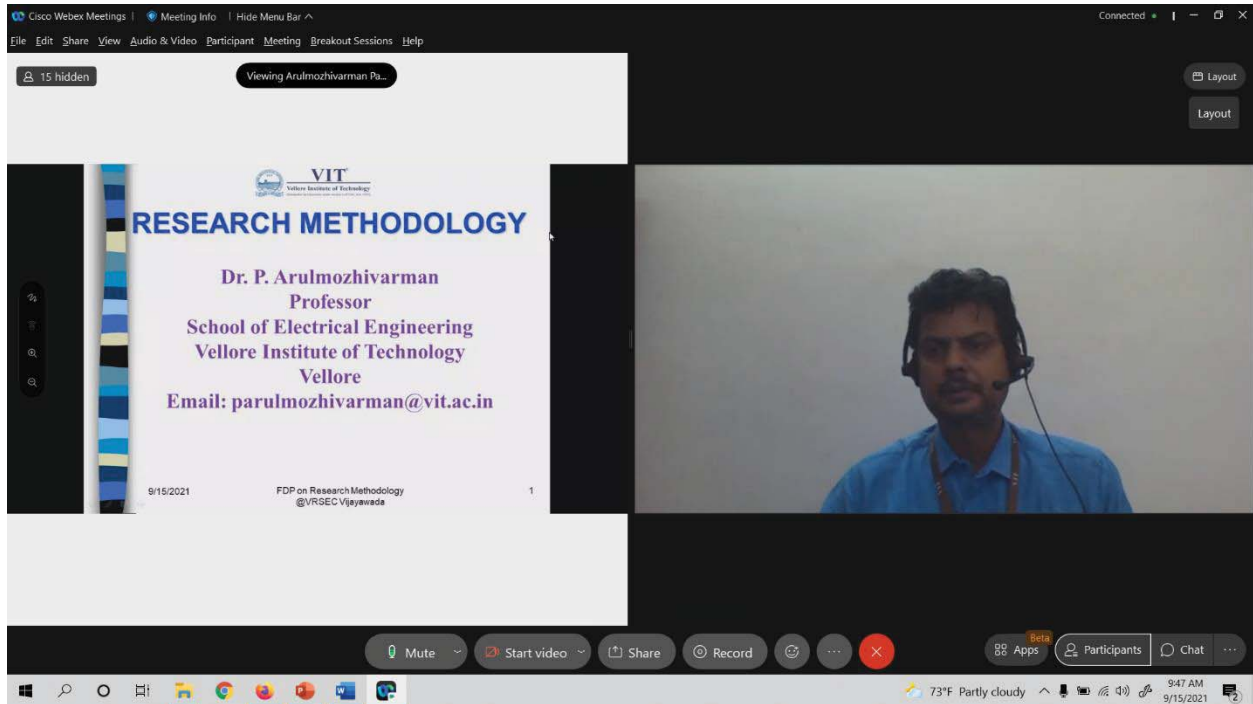 Cisco Webex Meetings | Meeting Info | Hide Menu Bar
Connected
File Edit Share View Audio & Video Participant Meeting Breakout Sessions Help
15 hidden
Viewing Arulmozhivarman Pa...
Layout
Layout
VIT
Vellore Institute of Technology
RESEARCH METHODOLOGY
Dr. P. Arulmozhivarman
Professor
School of Electrical Engineering
Vellore Institute of Technology
Vellore
Email: parulmozhivarman@vit.ac.in
9/15/2021 FDP on Research Methodology 1
@VRSEC Vijayawada
Mute Start video Share Record Apps Beta Participants Chat
73°F Partly cloudy 9:47 AM
9/15/2021 2